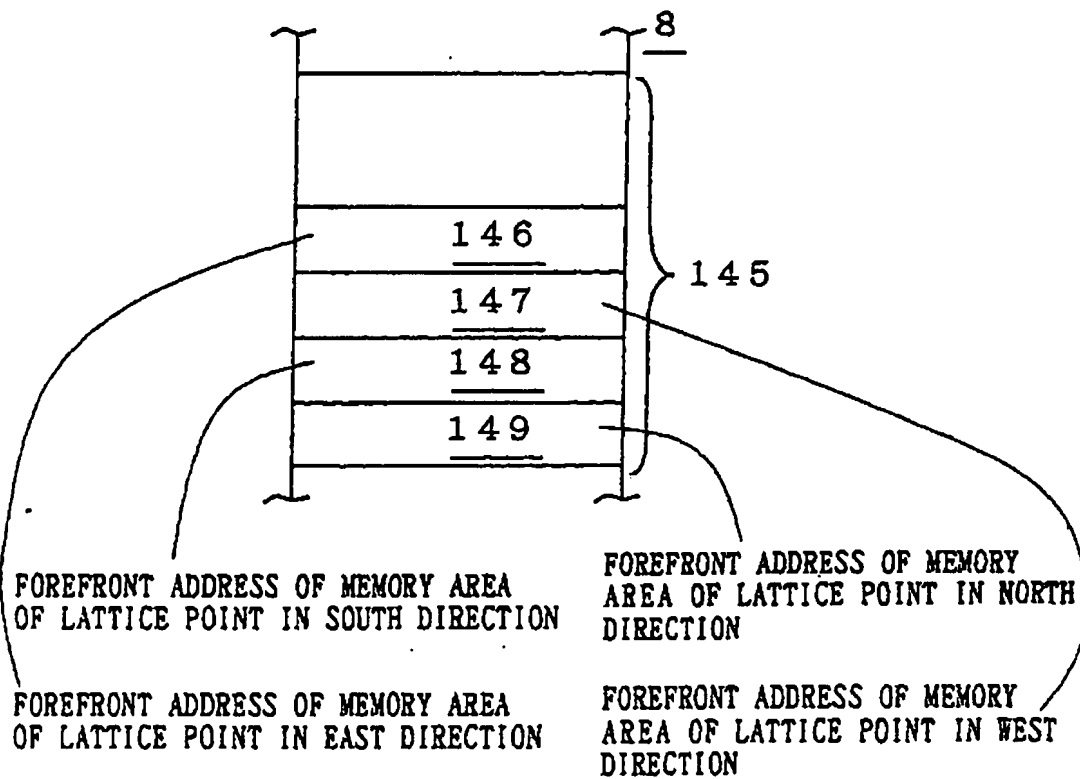 8
146
145
147
148
149
FOREFRONT ADDRESS OF MEMORY AREA
OF LATTICE POINT IN SOUTH DIRECTION
FOREFRONT ADDRESS OF MEMORY
AREA OF LATTICE POINT IN NORTH
DIRECTION
FOREFRONT ADDRESS OF MEMORY AREA
OF LATTICE POINT IN EAST DIRECTION
FOREFRONT ADDRESS OF MEMORY
AREA OF LATTICE POINT IN WEST
DIRECTION